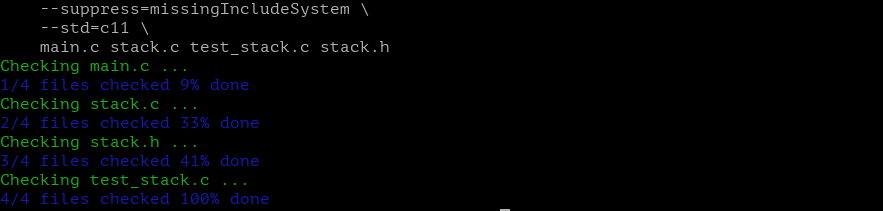 --suppress=missingIncludeSystem \
--std=c11 \
main.c stack.c test_stack.c stack.h
Checking main.c ...
1/4 files checked 9% done
Checking stack.c ...
2/4 files checked 33% done
Checking stack.h ...
3/4 files checked 41% done
Checking test_stack.c ...
4/4 files checked 100% done